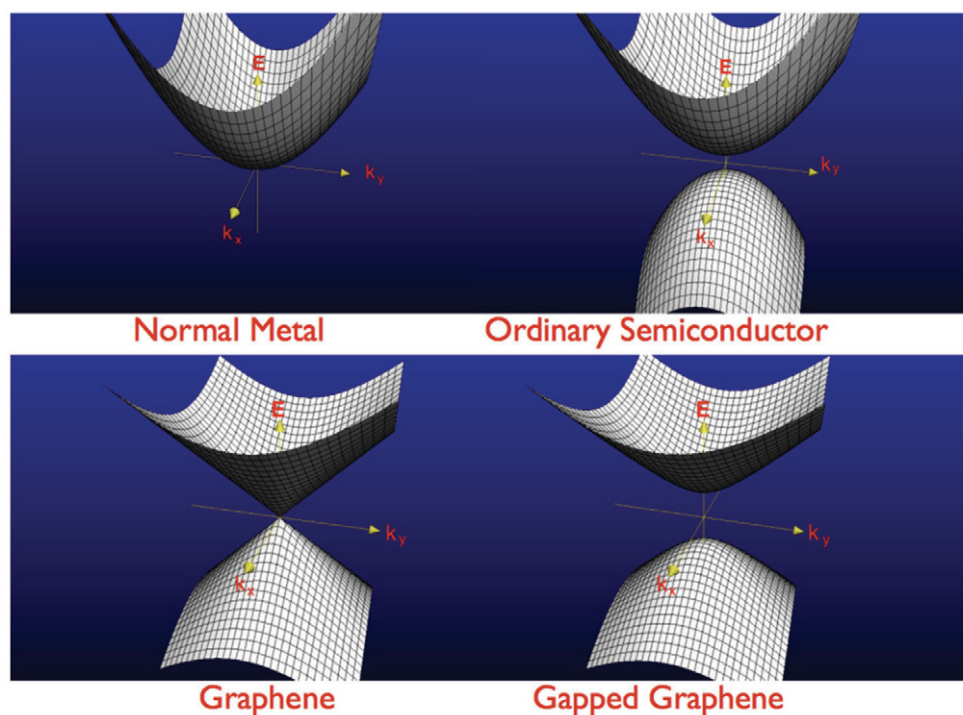 E
k_y
k_x
Normal Metal
E
k_y
k_x
Ordinary Semiconductor
E
k_y
k_x
Graphene
E
k_y
k_x
Gapped Graphene